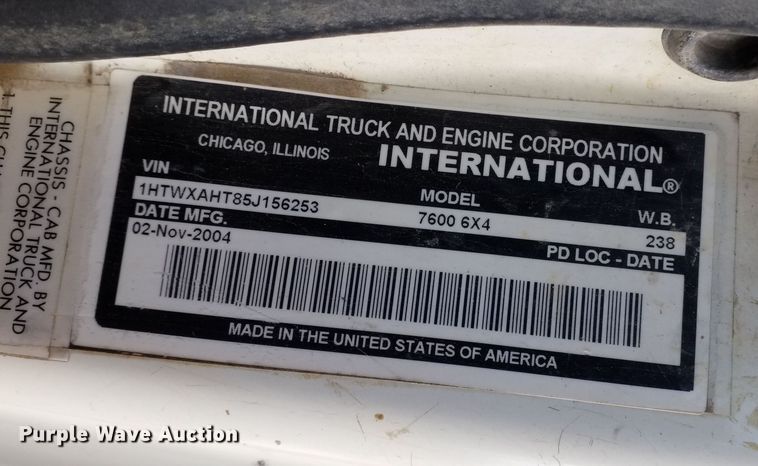 CHASSIS - CAB MFD. BY
INTERNATIONAL TRUCK AND
ENGINE CORPORATION
INTERNATIONAL TRUCK AND ENGINE CORPORATION
CHICAGO, ILLINOIS
INTERNATIONAL®
VIN MODEL W.B.
1HTWXAHT85J156253 7600 6X4 238
DATE MFG. PD LOC - DATE
02-Nov-2004
MADE IN THE UNITED STATES OF AMERICA
Purple Wave Auction